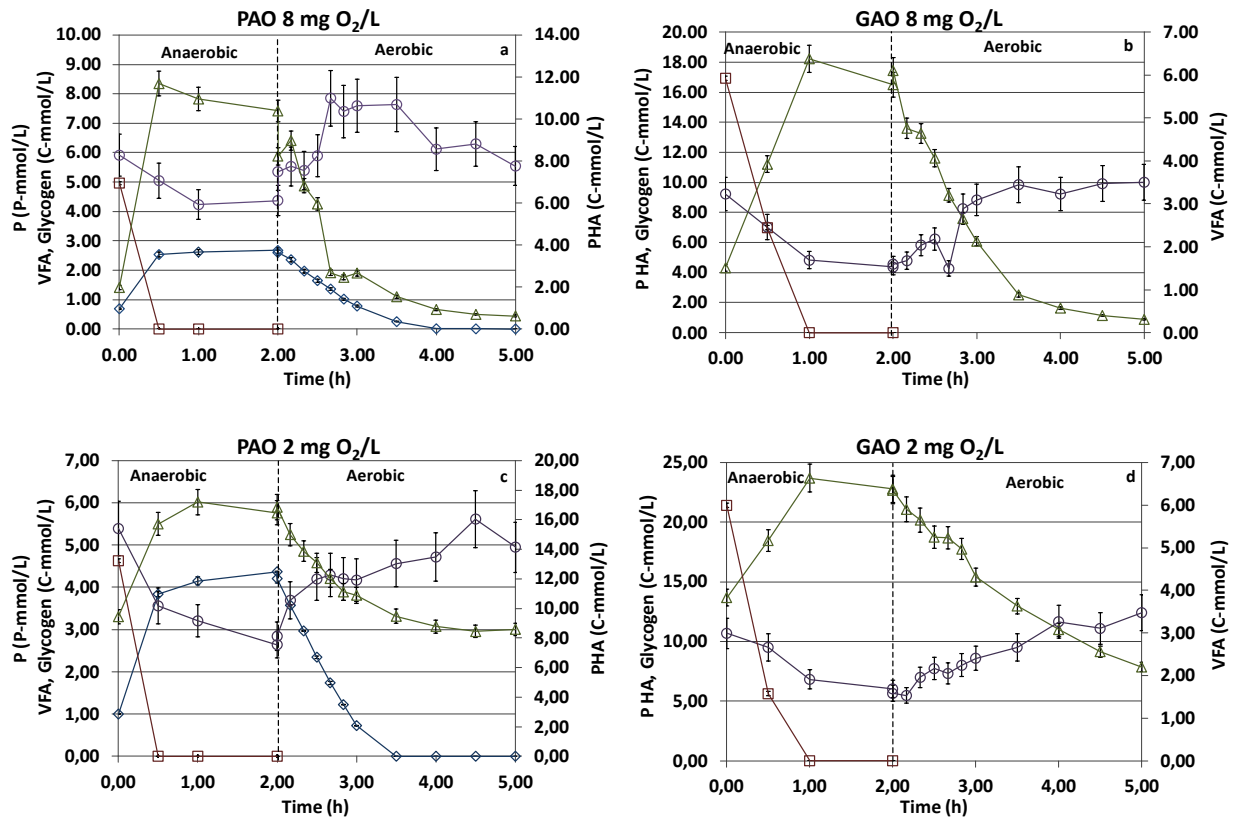 PAO 8 mg O2/L
Anaerobic
Aerobic
a
P (P-mmol/L)
VFA, Glycogen (C-mmol/L)
PHA (C-mmol/L)
10.00
9.00
8.00
7.00
6.00
5.00
4.00
3.00
2.00
1.00
0.00
14.00
12.00
10.00
8.00
6.00
4.00
2.00
0.00
0.00 1.00 2.00 3.00 4.00 5.00
Time (h)
GAO 8 mg O2/L
Anaerobic
Aerobic
b
P HA, Glycogen (C-mmol/L)
VFA (C-mmol/L)
20.00
18.00
16.00
14.00
12.00
10.00
8.00
6.00
4.00
2.00
0.00
7.00
6.00
5.00
4.00
3.00
2.00
1.00
0.00
0.00 1.00 2.00 3.00 4.00 5.00
Time (h)
PAO 2 mg O2/L
Anaerobic
Aerobic
c
P (P-mmol/L)
VFA, Glycogen (C-mmol/L)
PHA (C-mmol/L)
7,00
6,00
5,00
4,00
3,00
2,00
1,00
0,00
20,00
18,00
16,00
14,00
12,00
10,00
8,00
6,00
4,00
2,00
0,00
0,00 1,00 2,00 3,00 4,00 5,00
Time (h)
GAO 2 mg O2/L
Anaerobic
Aerobic
d
P HA, Glycogen (C-mmol/L)
VFA (C-mmol/L)
25,00
20,00
15,00
10,00
5,00
0,00
7,00
6,00
5,00
4,00
3,00
2,00
1,00
0,00
0,00 1,00 2,00 3,00 4,00 5,00
Time (h)